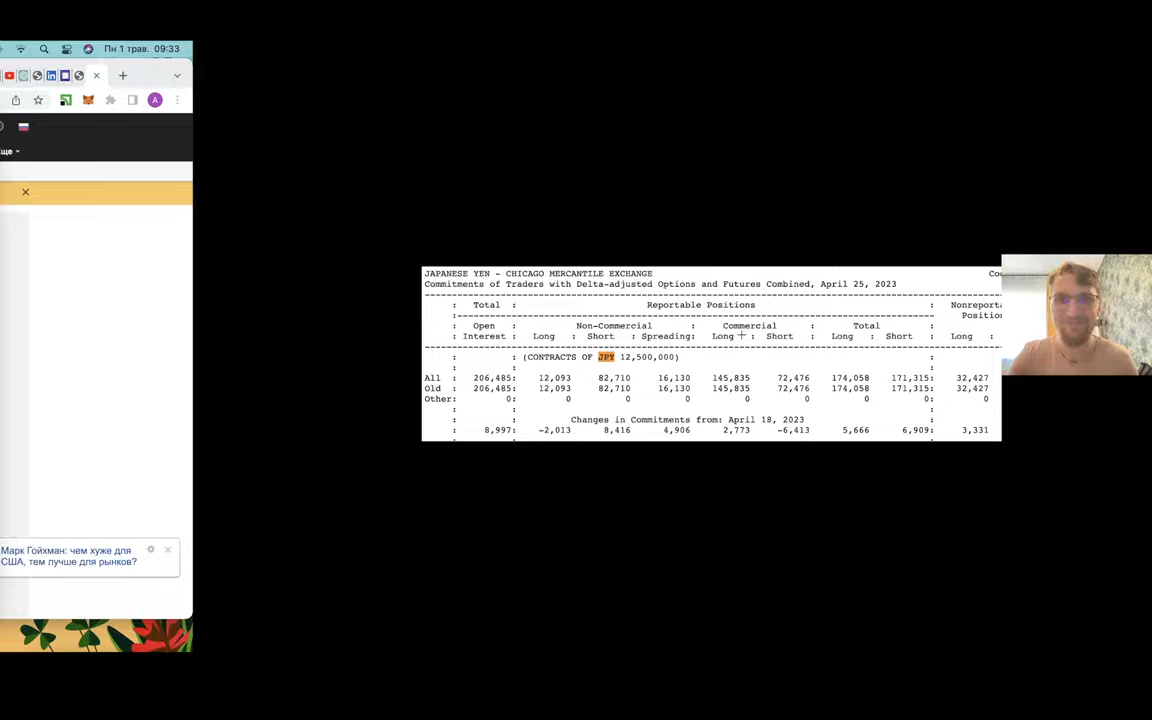 Пн 1 трав. 09:33
A
ще
Марк Гойхман: чем хуже для
США, тем лучше для рынков?
JAPANESE YEN - CHICAGO MERCANTILE EXCHANGE Co
Commitments of Traders with Delta-adjusted Options and Futures Combined, April 25, 2023
: Total : Reportable Positions : Nonreporta
Positio
: Open : Non-Commercial : Commercial : Total
: Interest : Long : Short : Spreading: Long : Short : Long : Short : Long :
: : (CONTRACTS OF JPY 12,500,000) :
All : 206,485: 12,093 82,710 16,130 145,835 72,476 174,058 171,315: 32,427
Old : 206,485: 12,093 82,710 16,130 145,835 72,476 174,058 171,315: 32,427
Other: 0: 0 0 0 0 0 0 0: 0
: : Changes in Commitments from: April 18, 2023 :
8,997: -2,013 8,416 4,906 2,773 -6,413 5,666 6,909: 3,331